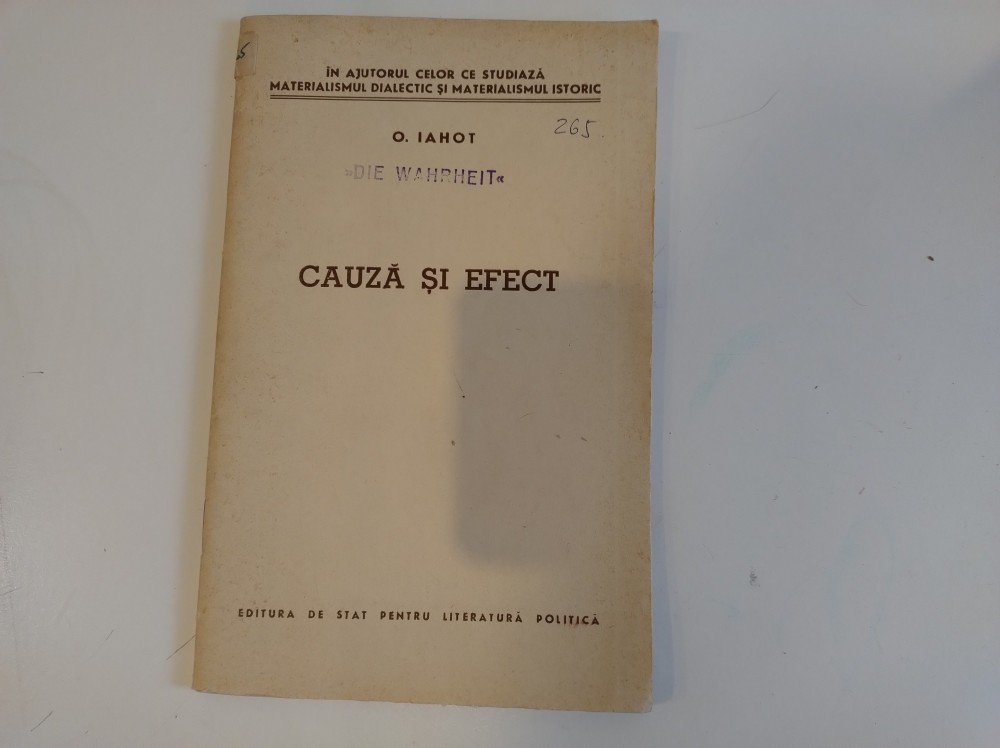 ÎN AJUTORUL CELOR CE STUDIAZĂ
MATERIALISMUL DIALECTIC ȘI MATERIALISMUL ISTORIC
O. IAHOT
265.
»DIE WAHRHEIT«
CAUZĂ ȘI EFECT
EDITURA DE STAT PENTRU LITERATURĂ POLITICĂ